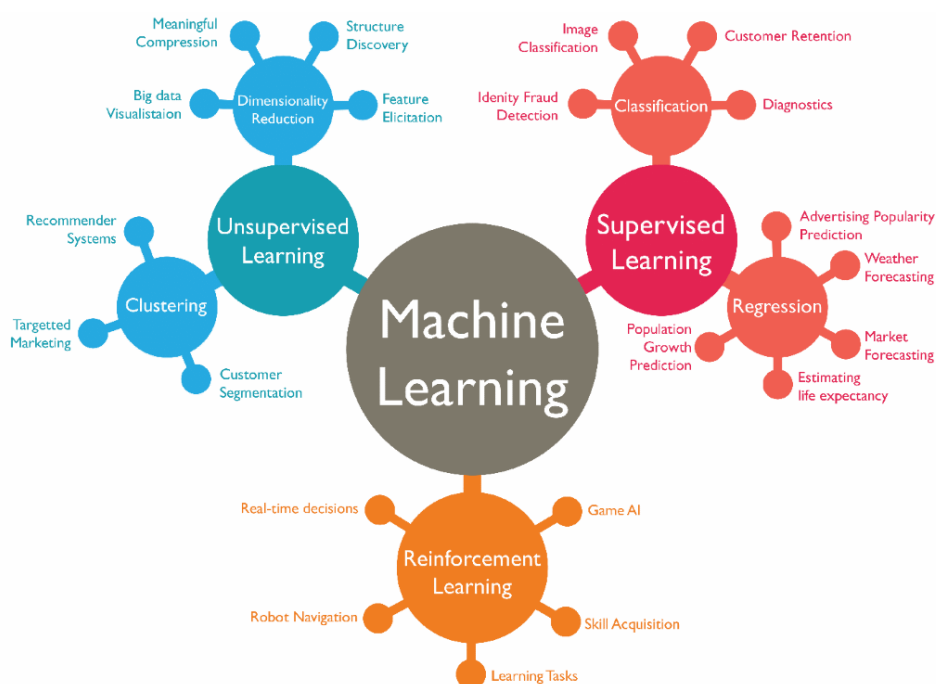 Meaningful
Compression
Structure
Discovery
Big data
Visualistaion
Dimensionality
Reduction
Feature
Elicitation
Image
Classification
Customer Retention
Idenity Fraud
Detection
Classification
Diagnostics
Unsupervised
Learning
Supervised
Learning
Recommender
Systems
Clustering
Targetted
Marketing
Customer
Segmentation
Machine
Learning
Advertising Popularity
Prediction
Weather
Forecasting
Regression
Population
Growth
Prediction
Market
Forecasting
Estimating
life expectancy
Real-time decisions
Game AI
Reinforcement
Learning
Robot Navigation
Skill Acquisition
Learning Tasks